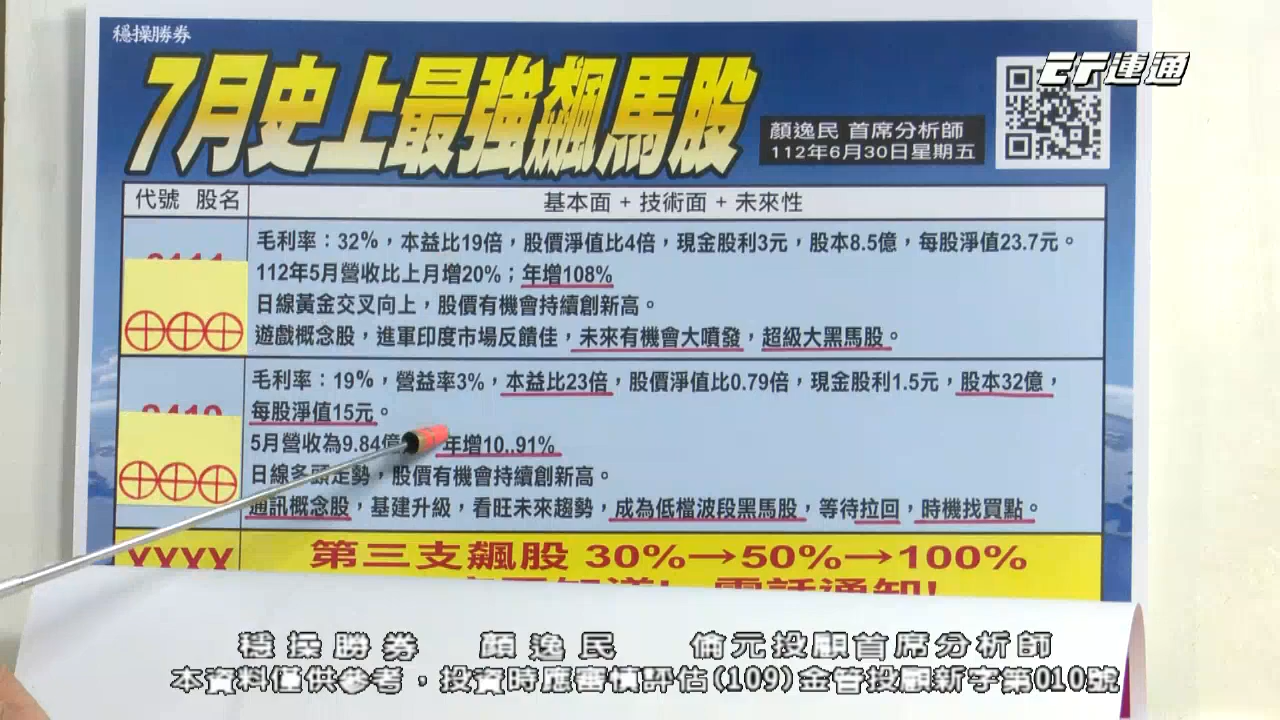 穩操勝券
EF運通
7月史上最強飆馬股
顏逸民 首席分析師
112年6月30日星期五
代號 股名
基本面 + 技術面 + 未來性
毛利率：32%，本益比19倍，股價淨值比4倍，現金股利3元，股本8.5億，每股淨值23.7元。
112年5月營收比上月增20%；年增108%
日線黃金交叉向上，股價有機會持續創新高。
遊戲概念股，進軍印度市場反饋佳，未來有機會大噴發，超級大黑馬股。
毛利率：19%，營益率3%，本益比23倍，股價淨值比0.79倍，現金股利1.5元，股本32億，
每股淨值15元。
5月營收為9.84億 年增10..91%
日線多頭走勢，股價有機會持續創新高。
通訊概念股，基建升級，看旺未來趨勢，成為低檔波段黑馬股，等待拉回，時機找買點。
YYYY
第三支飆股 30%→50%→100%
電話通知!
穩操勝券 顏逸民 倫元投顧首席分析師
本資料僅供參考，投資時應審慎評估(109)金管投顧新字第010號